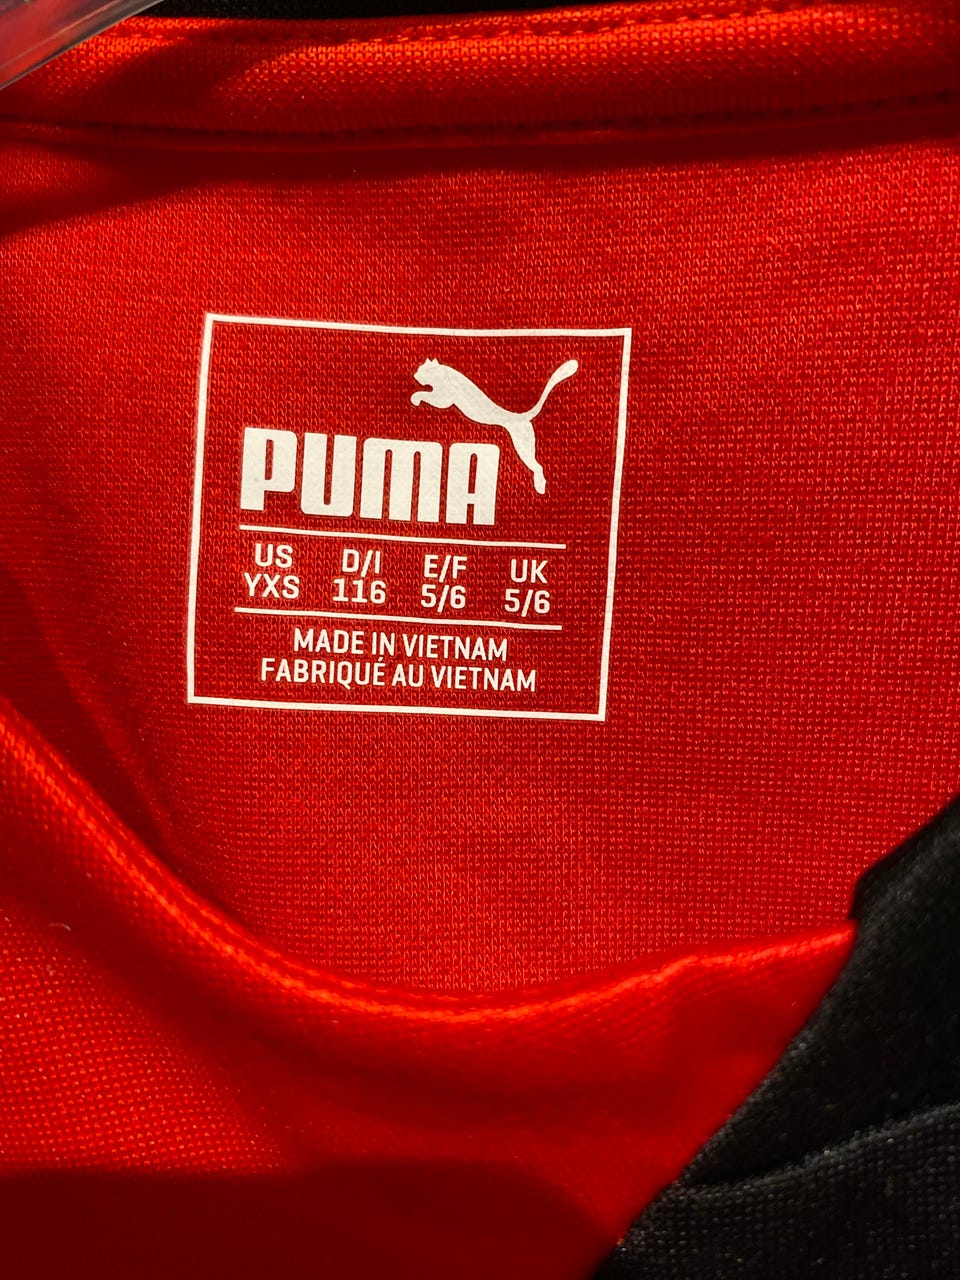 PUMA
US D/I E/F UK
YXS 116 5/6 5/6
MADE IN VIETNAM
FABRIQUÉ AU VIETNAM